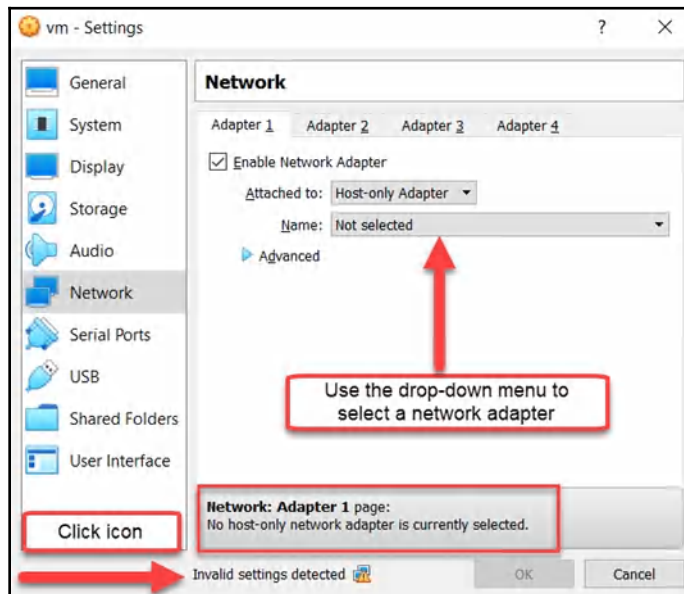 vm - Settings
?
General
System
Display
Storage
Audio
Network
Serial Ports
USB
Shared Folders
User Interface
Network
Adapter 1
Adapter 2
Adapter 3
Adapter 4
Enable Network Adapter
Attached to: Host-only Adapter
Name: Not selected
Advanced
Use the drop-down menu to
select a network adapter
Network: Adapter 1 page:
No host-only network adapter is currently selected.
Click icon
Invalid settings detected
OK
Cancel